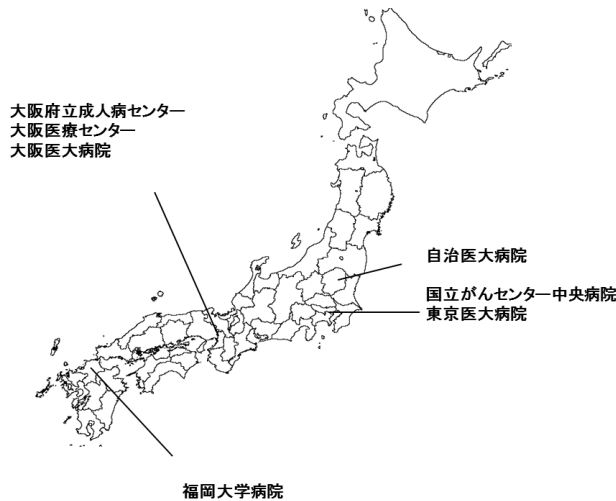 大阪府立成人病センター
大阪医療センター
大阪医大病院
自治医大病院
国立がんセンター中央病院
東京医大病院
福岡大学病院